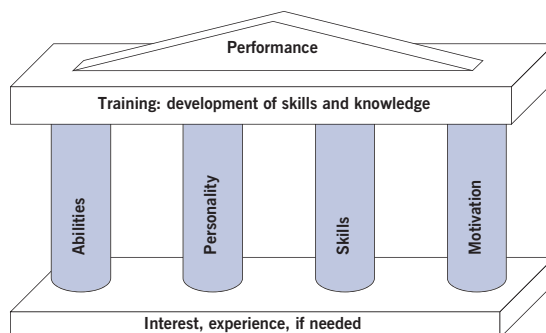 Performance
Training: development of skills and knowledge
Abilities
Personality
Skills
Motivation
Interest, experience, if needed